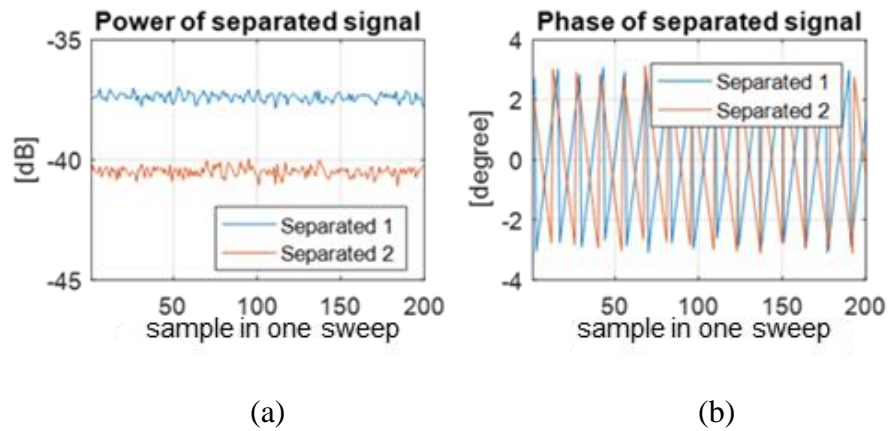 Power of separated signal
-35
-40
-45
[dB]
Separated 1
Separated 2
50 100 150 200
sample in one sweep
(a)
Phase of separated signal
4
2
0
-2
-4
[degree]
Separated 1
Separated 2
50 100 150 200
sample in one sweep
(b)